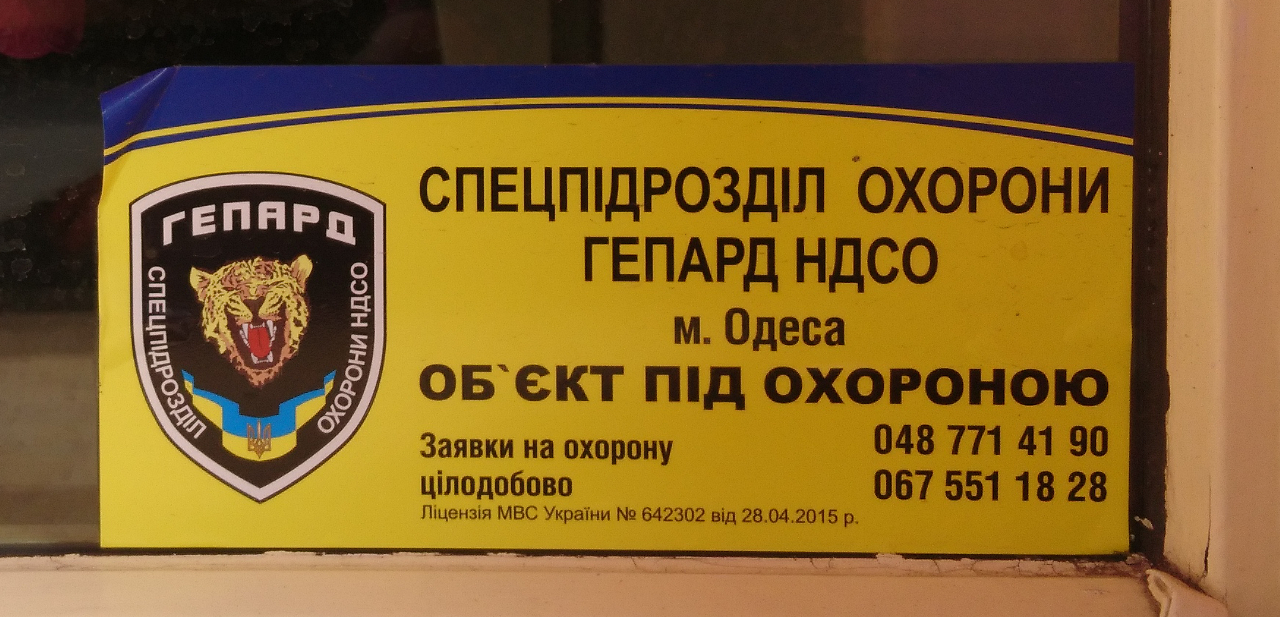 ГЕПАРД
СПЕЦПІДРОЗДІЛ
ОХОРОНИ НДСО
СПЕЦПІДРОЗДІЛ ОХОРОНИ
ГЕПАРД НДСО
м. Одеса
ОБ`ЄКТ ПІД ОХОРОНОЮ
Заявки на охорону
цілодобово
048 771 41 90
067 551 18 28
Ліцензія МВС України № 642302 від 28.04.2015 р.